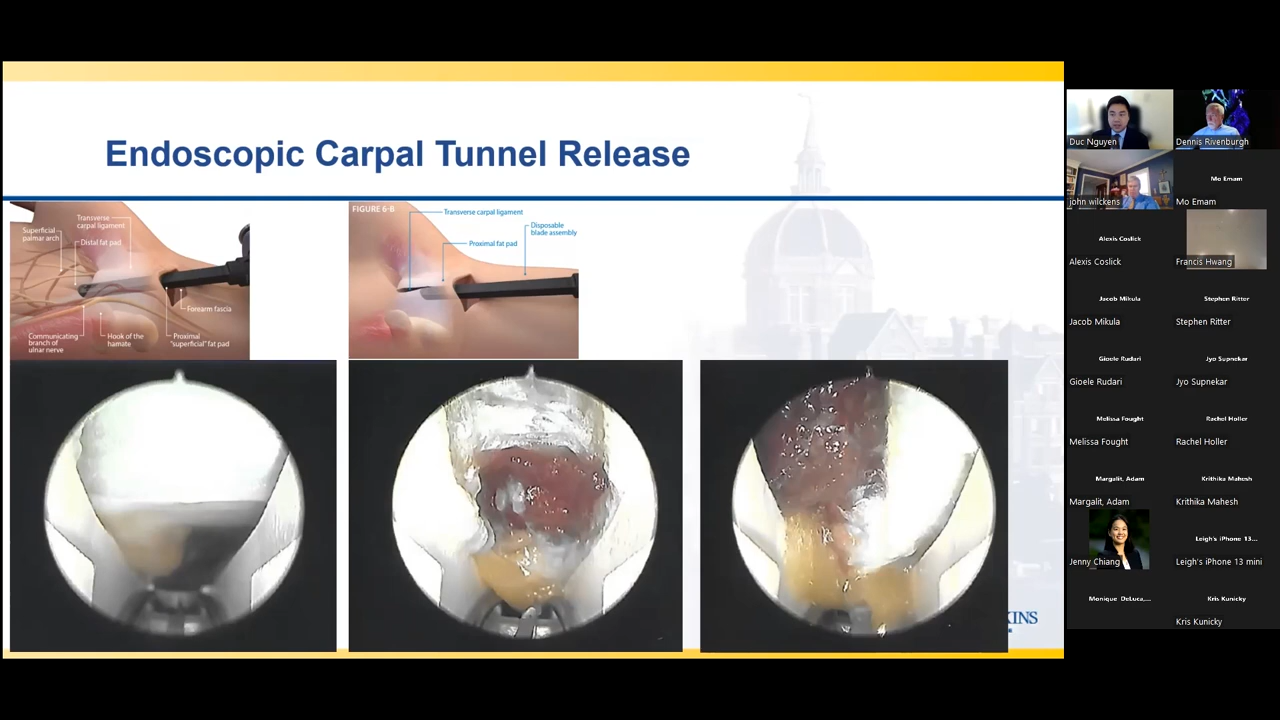 Endoscopic Carpal Tunnel Release
Transverse
carpal ligament
Superficial
palmar arch
Distal fat pad
Forearm fascia
Communicating
branch of
ulnar nerve
Hook of the
hamate
Proximal
"superficial" fat pad
FIGURE 6-B
Transverse carpal ligament
Disposable
blade assembly
Proximal fat pad
KINS
Duc Nguyen
Dennis Rivenburgh
john wilckens
Mo Emam
Mo Emam
Alexis Coslick
Alexis Coslick
Francis Hwang
Jacob Mikula
Stephen Ritter
Jacob Mikula
Stephen Ritter
Gioele Rudari
Jyo Supnekar
Gioele Rudari
Jyo Supnekar
Melissa Fought
Rachel Holler
Melissa Fought
Rachel Holler
Margalit, Adam
Krithika Mahesh
Margalit, Adam
Krithika Mahesh
Leigh's iPhone 13...
Jenny Chiang
Leigh's iPhone 13 mini
Monique DeLuca,...
Kris Kunicky
Kris Kunicky